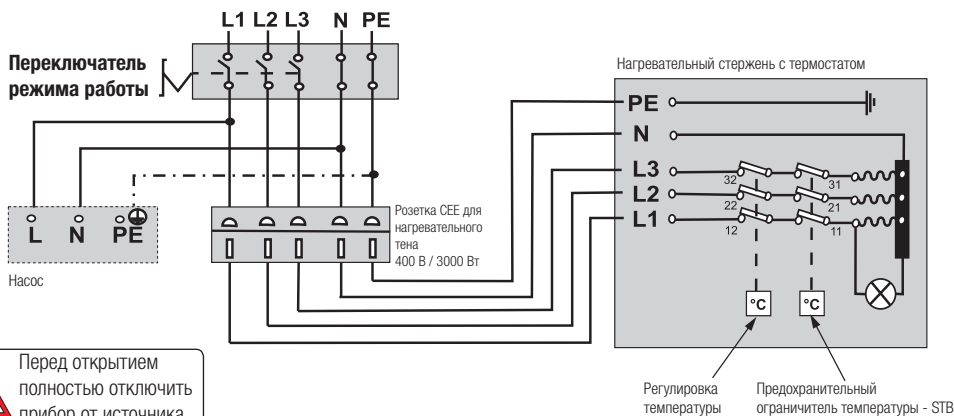 L1 L2 L3 N PE
Переключатель
режима работы
Нагревательный стержень с термостатом
PE
N
L3
32
31
L2
22
21
L1
12
11
Розетка CEE для
нагревательного
тена
400 В / 3000 Вт
L N PE
Насос
°C
°C
Перед открытием
полностью отключить
прибор от источника
Регулировка
температуры
Предохранительный
ограничитель температуры - STB